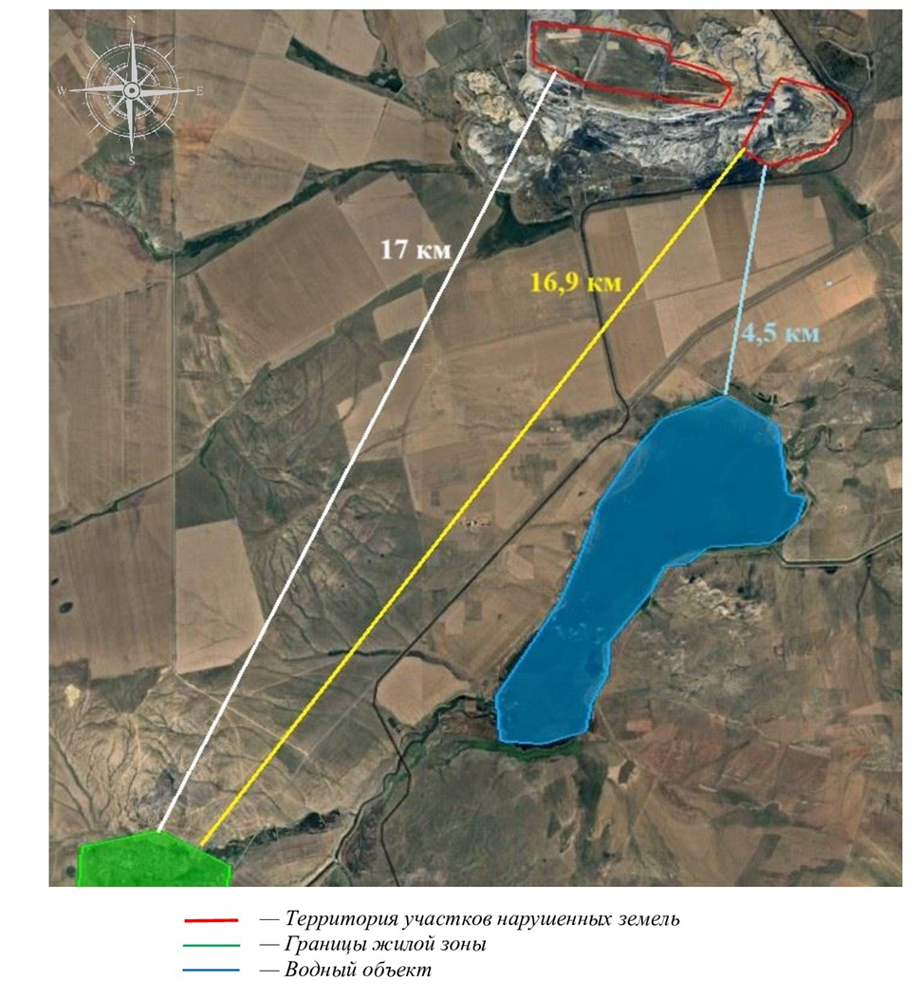 N
W
E
S
17 км
16,9 км
4,5 км
— Территория участков нарушенных земель
— Границы жилой зоны
— Водный объект